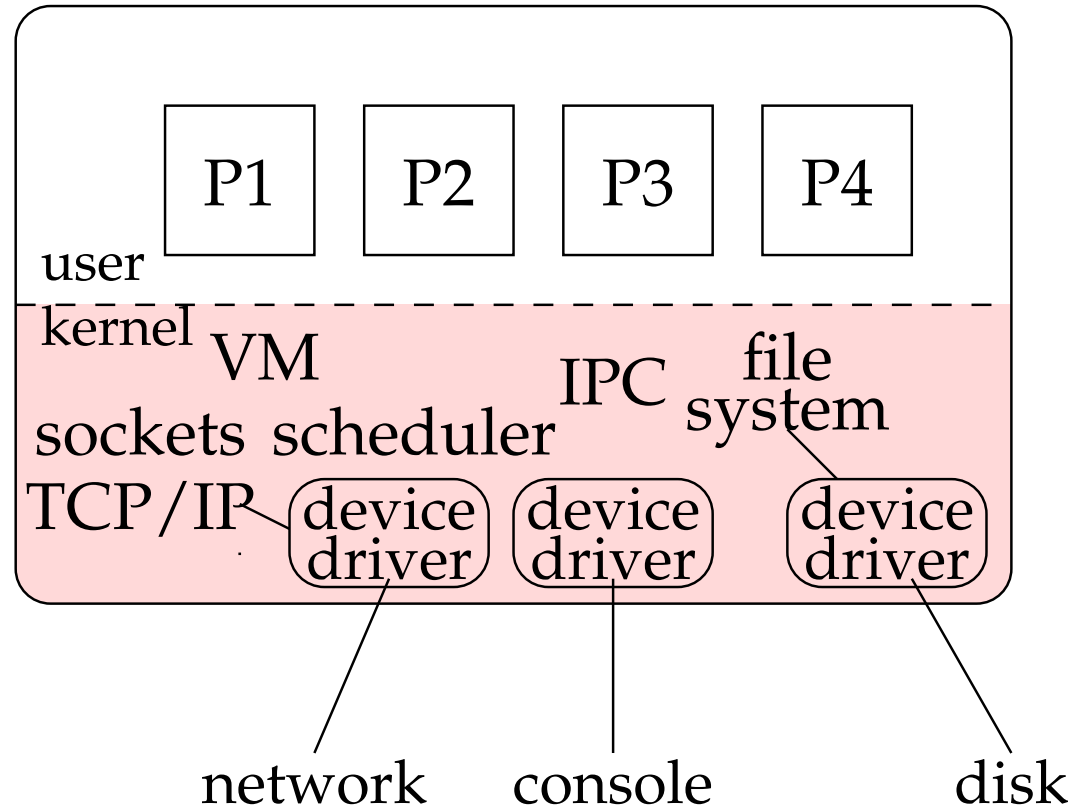 P1 P2 P3 P4
user
kernel
VM
IPC
file
system
sockets scheduler
TCP/IP
device
driver
device
driver
device
driver
network console disk